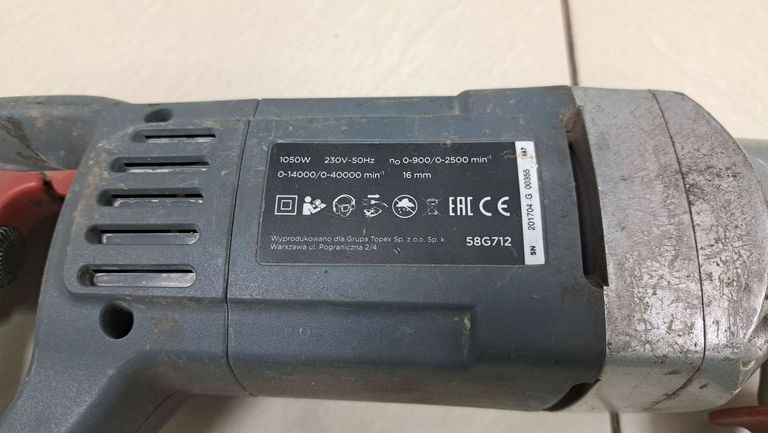 1050W 230V~50Hz n₀ 0-900/0-2500 min⁻¹
0-14000/0-40000 min⁻¹ 16 mm
EAC CE
Wyprodukowano dla Grupa Topex Sp. z o.o. Sp. k.
Warszawa ul. Pograniczna 2/4
58G712
SN 201704 G 00355